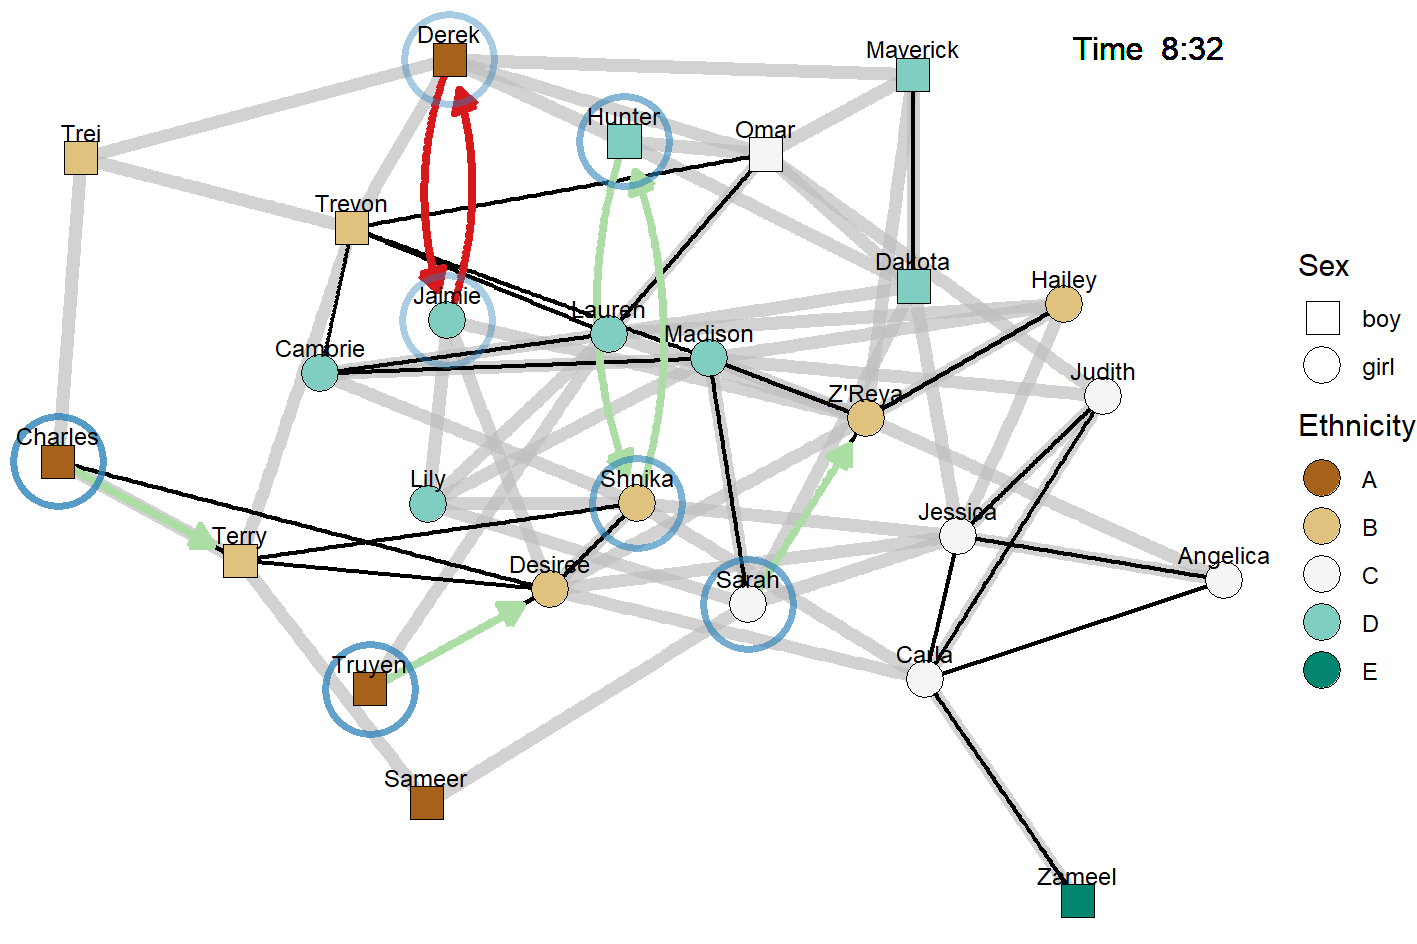 Derek
Maverick
Time 8:32
Hunter
Omar
Trei
Trevon
Dakota
Hailey
Jaimie
Lauren
Madison
Cambrie
Judith
Z'Reya
Sex
boy
girl
Ethnicity
A
B
C
D
E
Charles
Lily
Shnika
Jessica
Terry
Desiree
Sarah
Angelica
Truyen
Carla
Sameer
Zameel